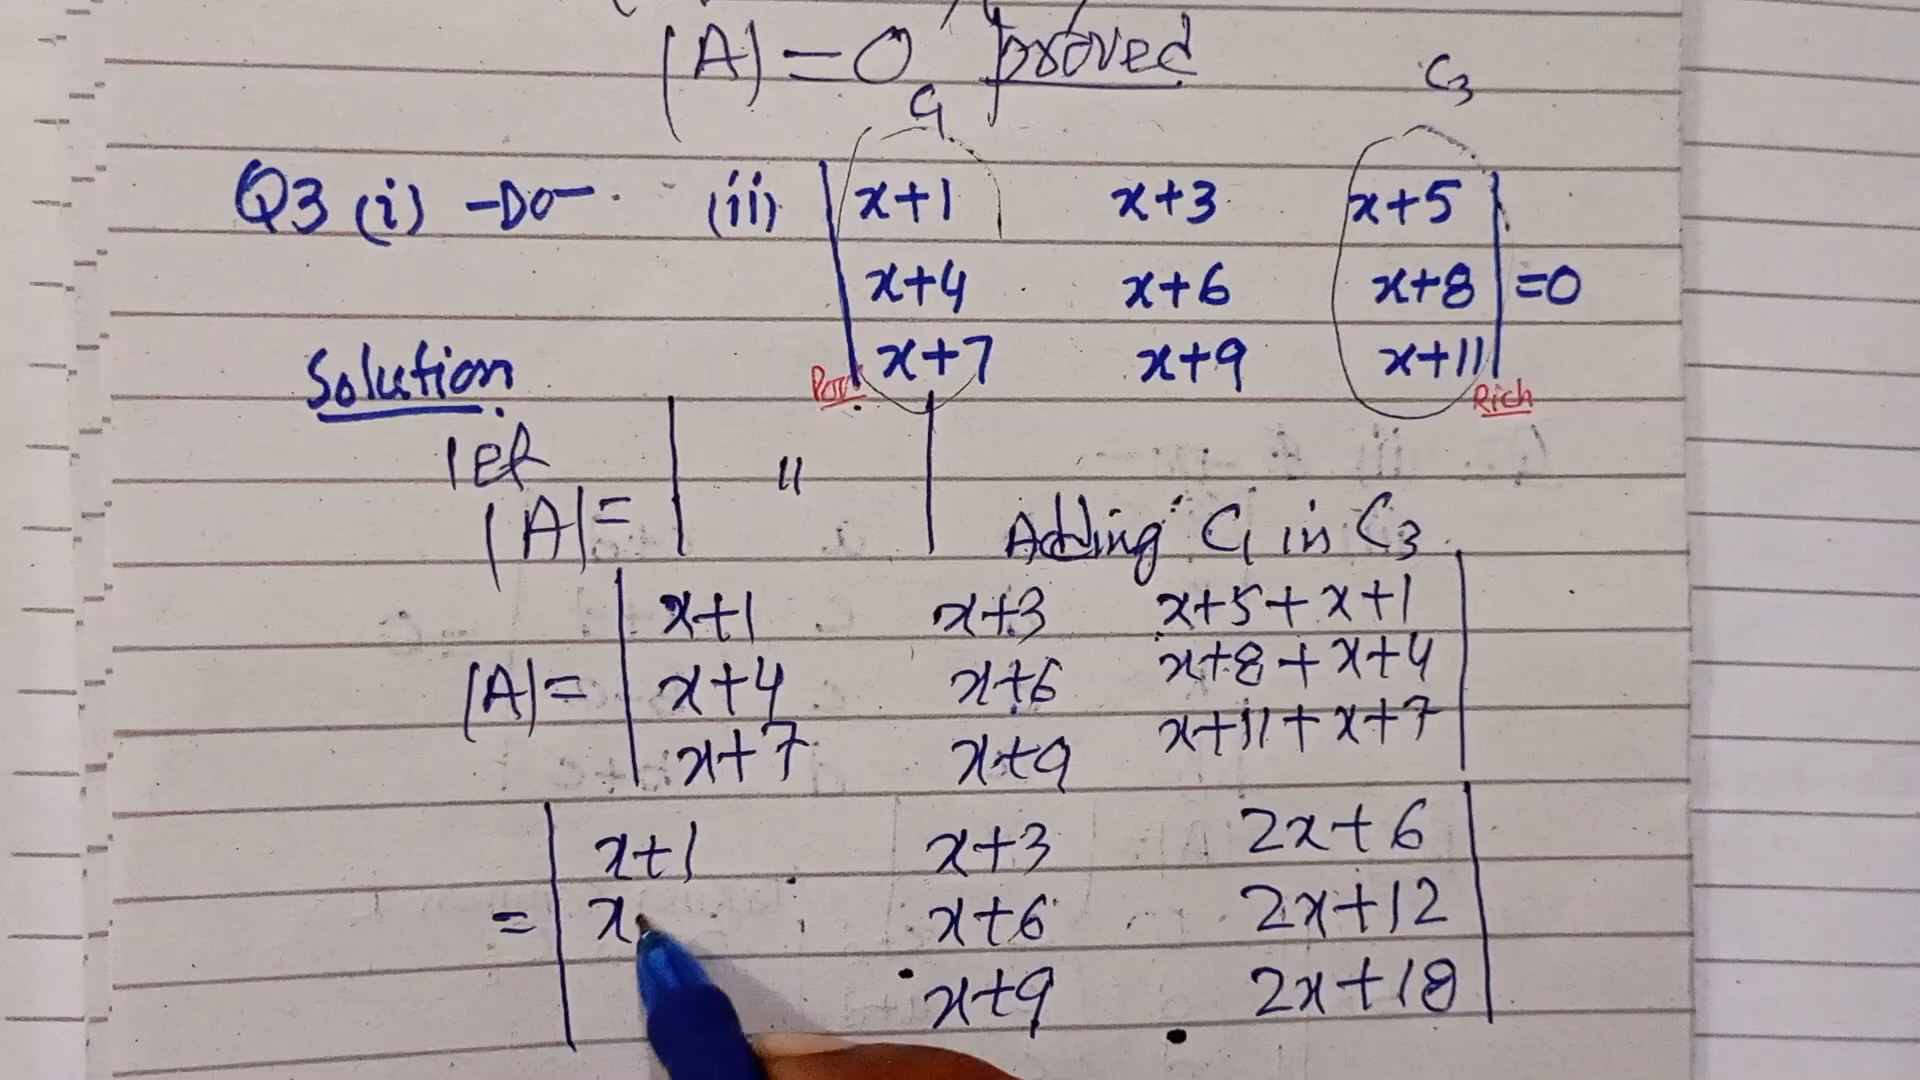 |A| = 0, proved
C1 C3
Q3 (i) -Do- (ii) | x+1 x+3 x+5 |
| x+4 x+6 x+8 | =0
| x+7 x+9 x+11 |
Poor Rich
Solution
let
|A| = | " |
Adding C1 in C3
| x+1 x+3 x+5+x+1 |
|A| = | x+4 x+6 x+8+x+4 |
| x+7 x+9 x+11+x+7 |
| x+1 x+3 2x+6 |
= | x x+6 2x+12 |
| x+9 2x+18 |